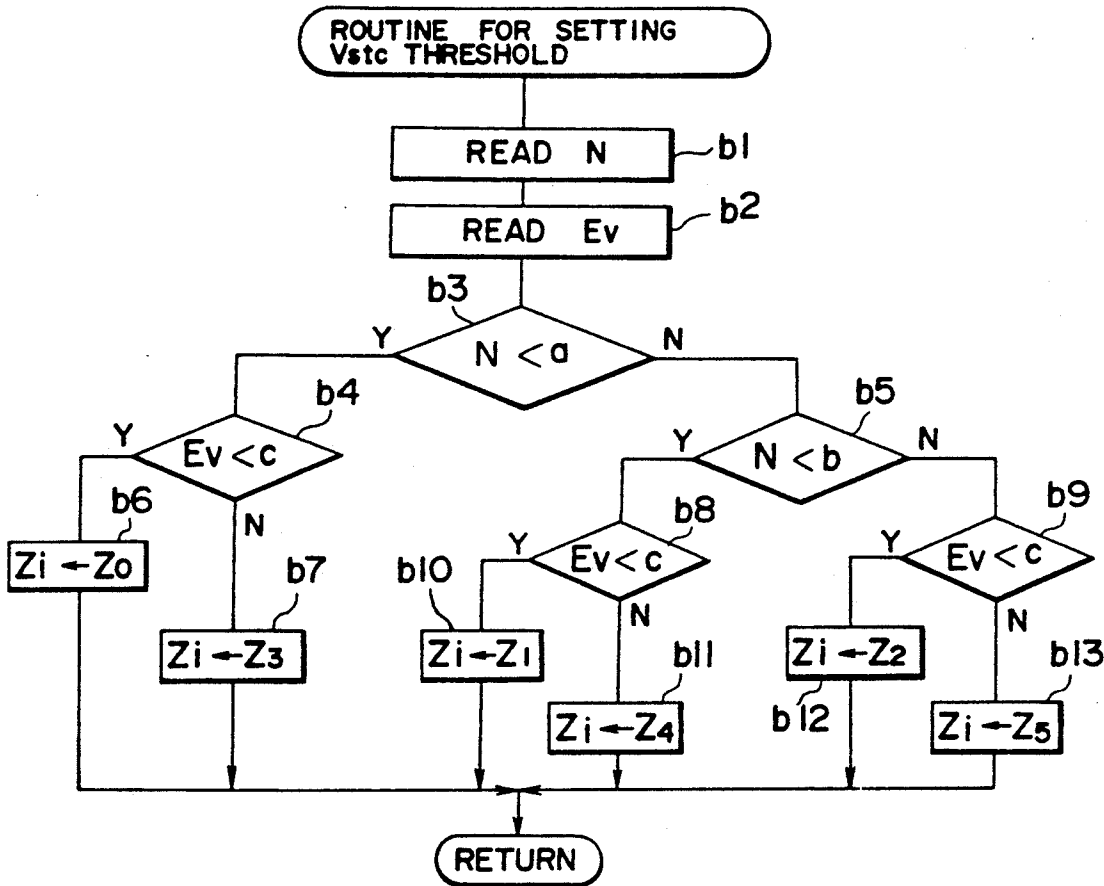 ROUTINE FOR SETTING
Vstc THRESHOLD
READ N
b1
READ Ev
b2
b3
Y
N < a
N
b4
Y
Ev < c
N
b5
Y
N < b
N
b6
Zi ← Z0
b7
Zi ← Z3
b8
Y
Ev < c
N
b9
Y
Ev < c
N
b10
Zi ← Z1
b11
Zi ← Z4
Zi ← Z2
b12
b13
Zi ← Z5
RETURN